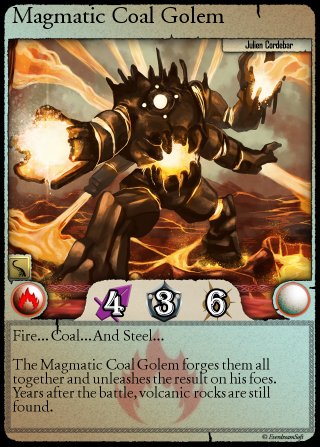 Magmatic Coal Golem
Julien Cordebar
4 3 6
Fire... Coal...And Steel...
The Magmatic Coal Golem forges them all
together and unleashes the result on his foes.
Years after the battle, volcanic rocks are still
found.
© EverdreamSoft